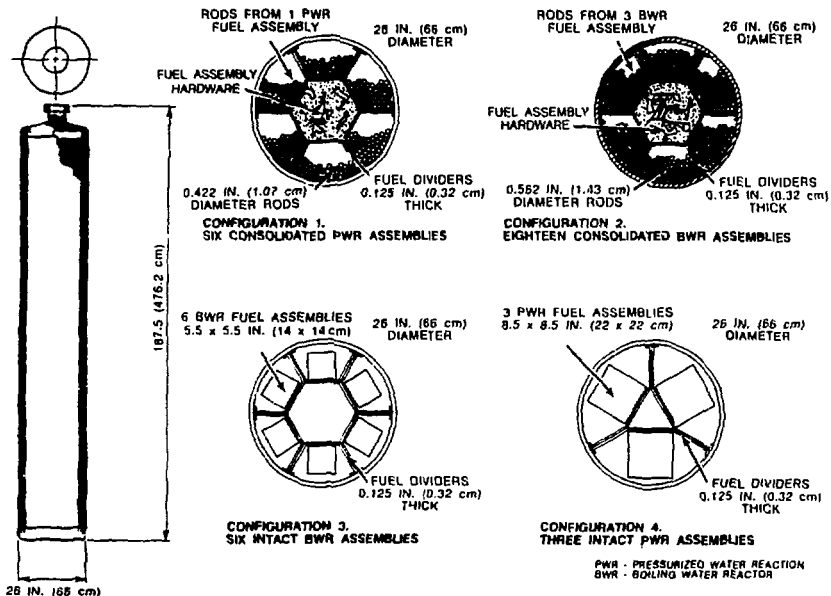 RODS FROM 1 PWR
FUEL ASSEMBLY
26 IN. (66 cm)
DIAMETER
FUEL ASSEMBLY
HARDWARE
0.422 IN. (1.07 cm)
DIAMETER RODS
FUEL DIVIDERS
0.125 IN. (0.32 cm)
THICK
CONFIGURATION 1.
SIX CONSOLIDATED PWR ASSEMBLIES
RODS FROM 3 BWR
FUEL ASSEMBLY
26 IN. (66 cm)
DIAMETER
FUEL ASSEMBLY
HARDWARE
0.562 IN. (1.43 cm)
DIAMETER RODS
FUEL DIVIDERS
0.125 IN. (0.32 cm)
THICK
CONFIGURATION 2.
EIGHTEEN CONSOLIDATED BWR ASSEMBLIES
187.5 (476.2 cm)
6 BWR FUEL ASSEMBLIES
5.5 x 5.5 IN. (14 x 14 cm)
26 IN. (66 cm)
DIAMETER
FUEL DIVIDERS
0.125 IN. (0.32 cm)
THICK
CONFIGURATION 3.
SIX INTACT BWR ASSEMBLIES
3 PWR FUEL ASSEMBLIES
8.5 x 8.5 IN. (22 x 22 cm)
26 IN. (66 cm)
DIAMETER
FUEL DIVIDERS
0.125 IN. (0.32 cm)
THICK
CONFIGURATION 4.
THREE INTACT PWR ASSEMBLIES
PWR - PRESSURIZED WATER REACTION
BWR - BOILING WATER REACTOR
26 IN. (66 cm)